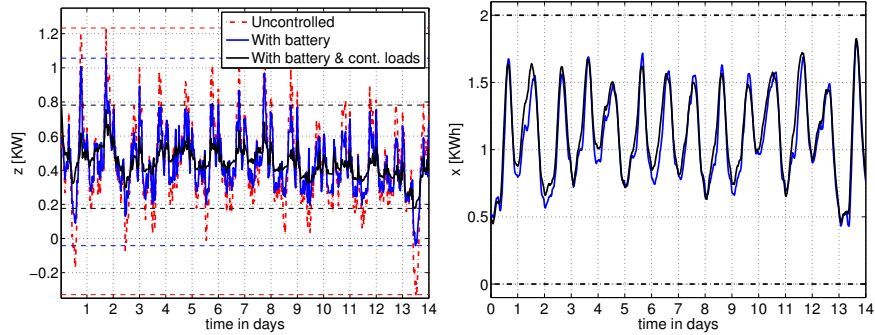 Uncontrolled
With battery
With battery & cont. loads
1.2
1
0.8
0.6
0.4
0.2
0
−0.2
z [KW]
1 2 3 4 5 6 7 8 9 10 11 12 13 14
time in days
2
1.5
1
0.5
0
x [KWh]
0 1 2 3 4 5 6 7 8 9 10 11 12 13 14
time in days